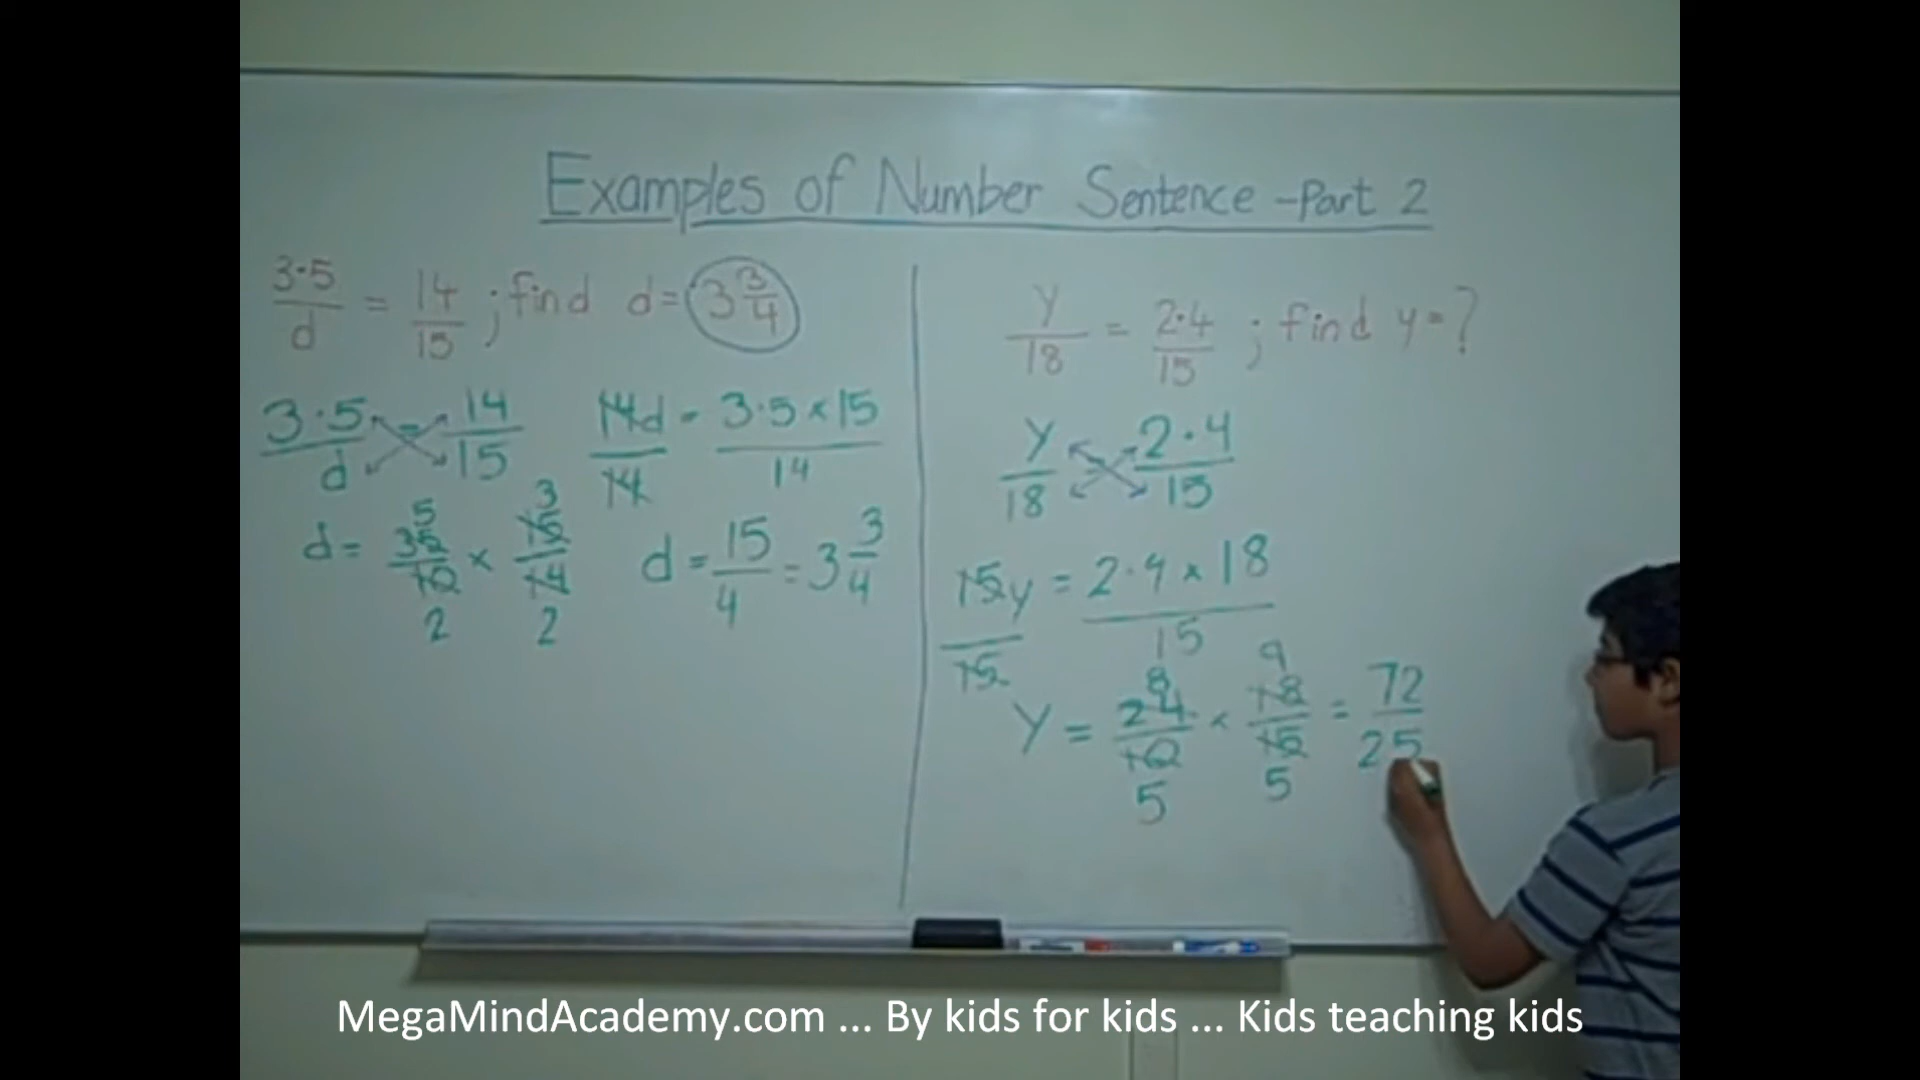 Examples of Number Sentence - Part 2
3·5/d = 14/15 ; find d = 3 3/4
3·5/d = 14/15
14d/14 = 3·5 × 15/14
d = 35/10 × 15/14
5 3
2 2
d = 15/4 = 3 3/4
y/18 = 2·4/15 ; find y = ?
y/18 = 2·4/15
15y/15 = 2·4 × 18/15
8 9
y = 24/10 × 18/15 = 72/25
5 5
MegaMindAcademy.com ... By kids for kids ... Kids teaching kids